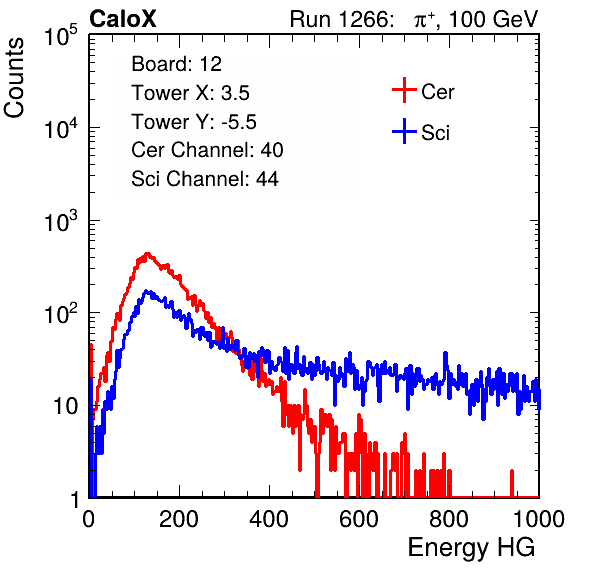 CaloX Run 1266: π⁺, 100 GeV
Counts
10⁵
10⁴
10³
10²
10
1
Board: 12
Tower X: 3.5
Tower Y: -5.5
Cer Channel: 40
Sci Channel: 44
Cer
Sci
0 200 400 600 800 1000
Energy HG